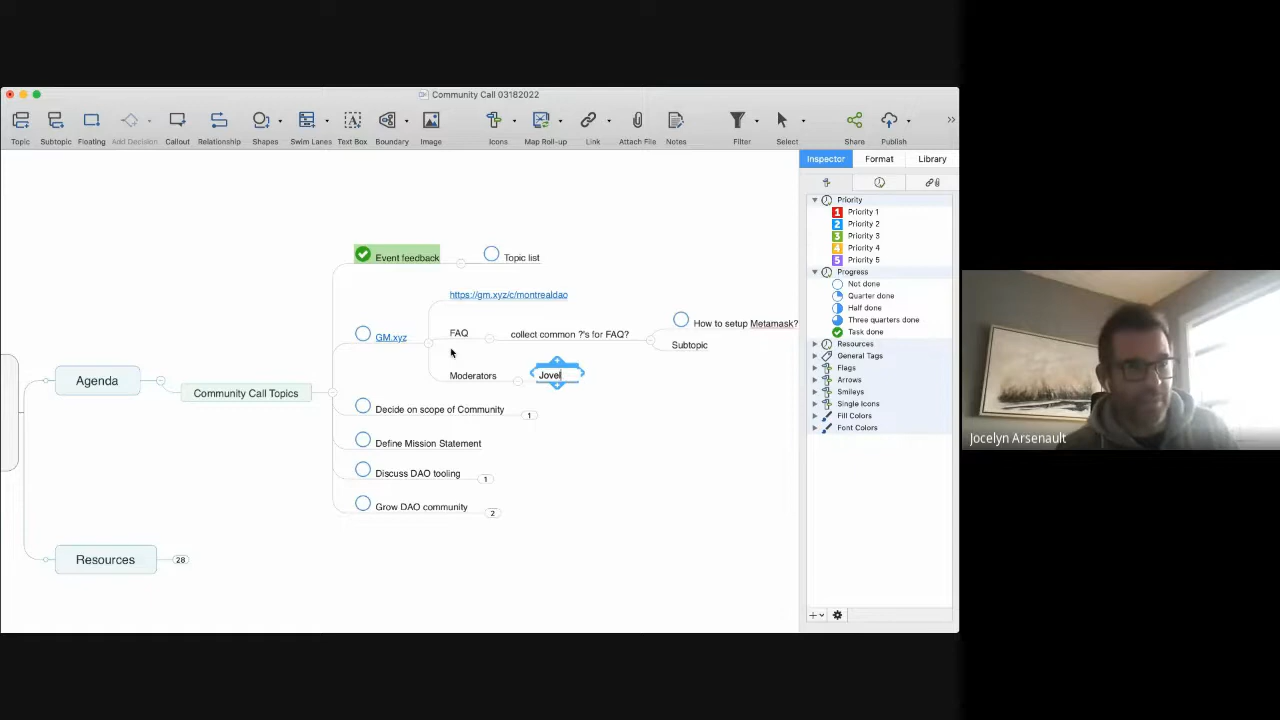 Community Call 03182022
Topic
Subtopic
Floating
Add Decision
Callout
Relationship
Shapes
Swim Lanes
Text Box
Boundary
Image
Icons
Map Roll-up
Link
Attach File
Notes
Filter
Select
Share
Publish
Inspector
Format
Library
Priority
1 Priority 1
2 Priority 2
3 Priority 3
4 Priority 4
5 Priority 5
Progress
Not done
Quarter done
Half done
Three quarters done
Task done
Resources
General Tags
Flags
Arrows
Smileys
Single Icons
Fill Colors
Font Colors
Event feedback
Topic list
https://gm.xyz/c/montrealdao
GM.xyz
FAQ
collect common ?'s for FAQ?
How to setup Metamask?
Subtopic
Moderators
Jovel
Agenda
Community Call Topics
Decide on scope of Community
1
Define Mission Statement
Discuss DAO tooling
1
Grow DAO community
2
Resources
28
Jocelyn Arsenault